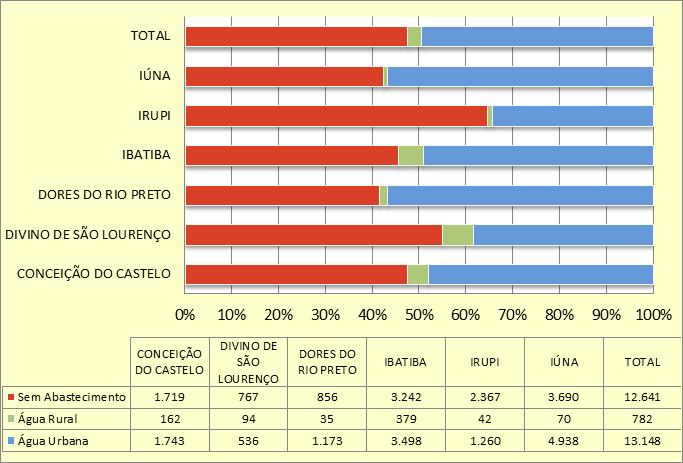 TOTAL
IÚNA
IRUPI
IBATIBA
DORES DO RIO PRETO
DIVINO DE SÃO LOURENÇO
CONCEIÇÃO DO CASTELO
0% 10% 20% 30% 40% 50% 60% 70% 80% 90% 100%
CONCEIÇÃO DO CASTELO DIVINO DE SÃO LOURENÇO DORES DO RIO PRETO IBATIBA IRUPI IÚNA TOTAL
Sem Abastecimento 1.719 767 856 3.242 2.367 3.690 12.641
Água Rural 162 94 35 379 42 70 782
Água Urbana 1.743 536 1.173 3.498 1.260 4.938 13.148